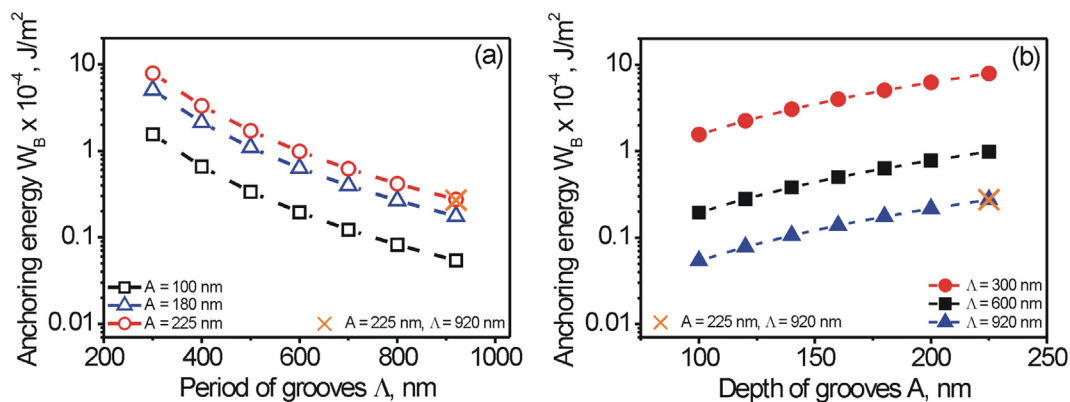 (a)
Anchoring energy W_B x 10^-4, J/m^2
10
1
0.1
0.01
A = 100 nm
A = 180 nm
A = 225 nm
A = 225 nm, Λ = 920 nm
200 400 600 800 1000
Period of grooves Λ, nm
(b)
Anchoring energy W_B x 10^-4, J/m^2
10
1
0.1
0.01
Λ = 300 nm
Λ = 600 nm
Λ = 920 nm
A = 225 nm, Λ = 920 nm
100 150 200 250
Depth of grooves A, nm